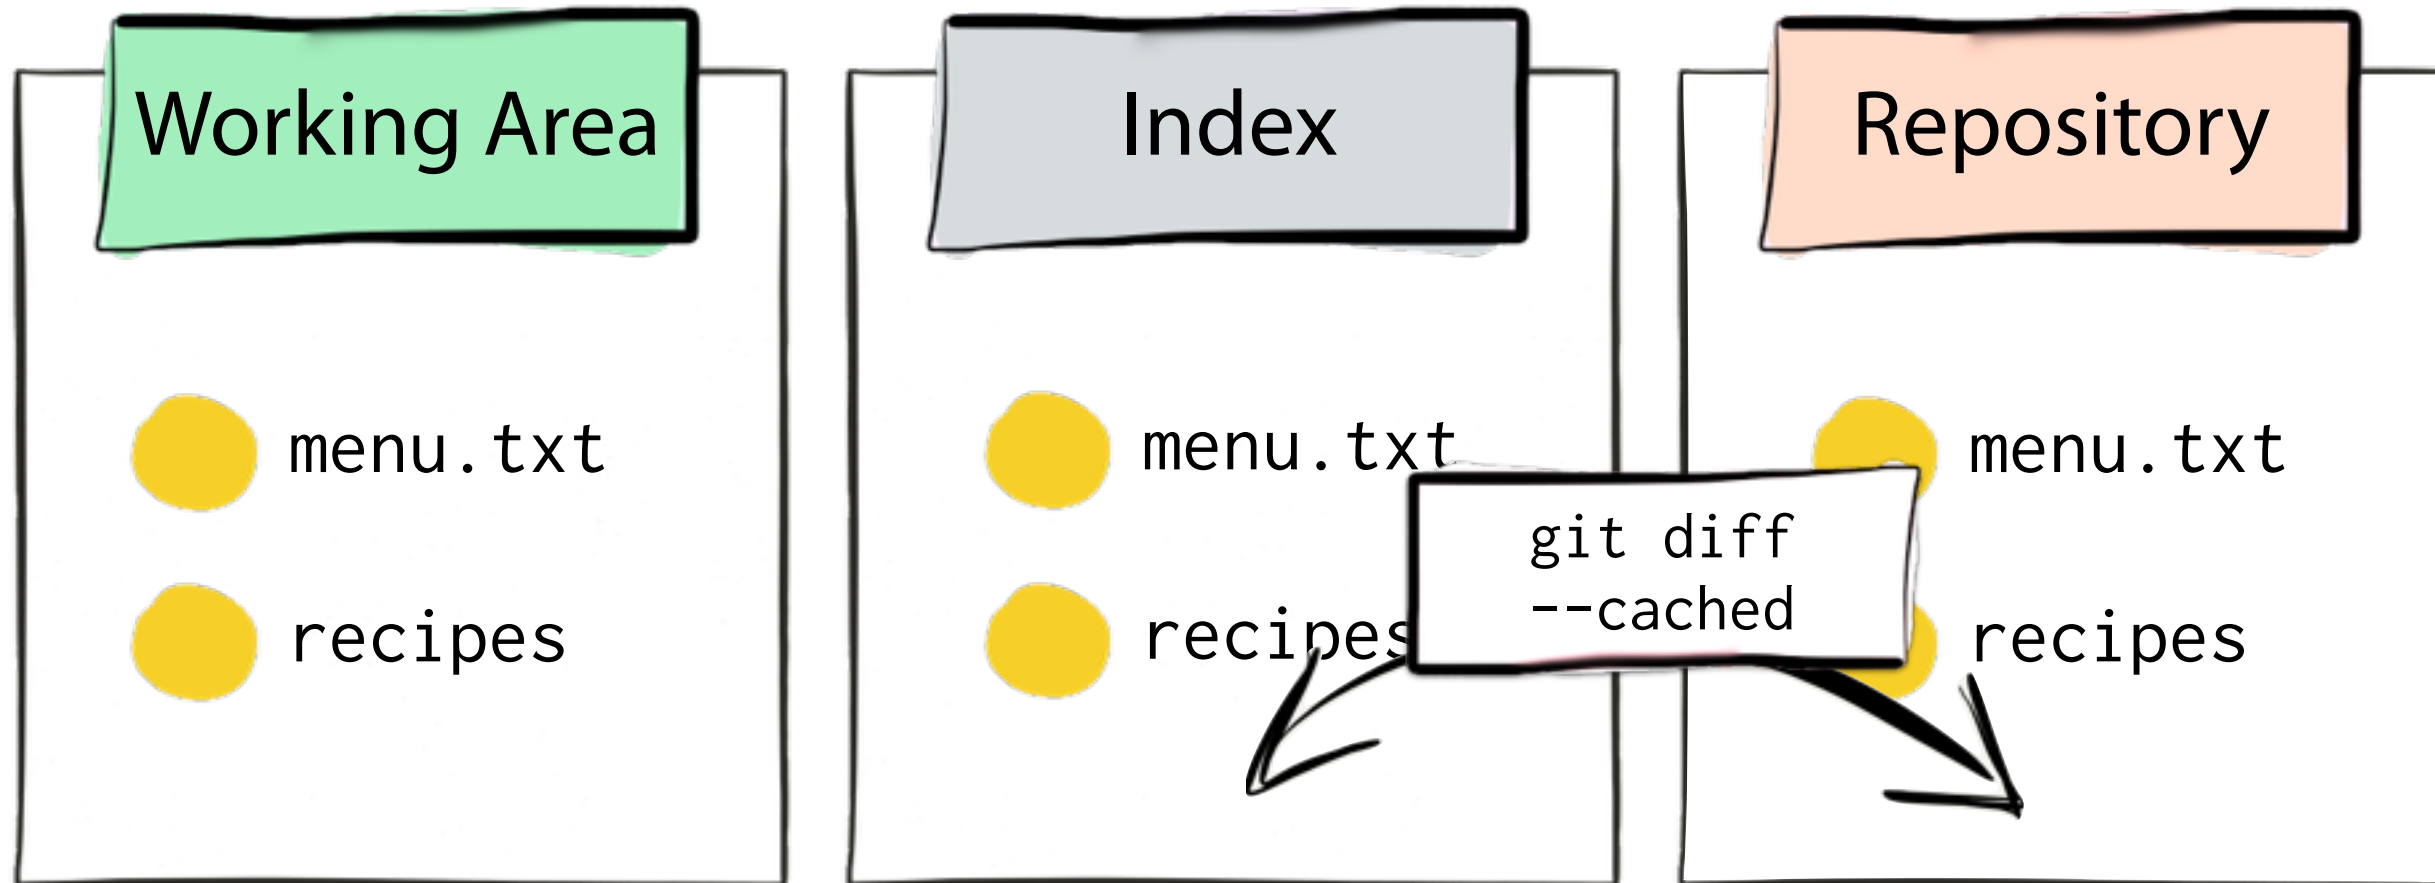 Working Area
Index
Repository
menu.txt
menu.txt
menu.txt
git diff
--cached
recipes
recipes
recipes